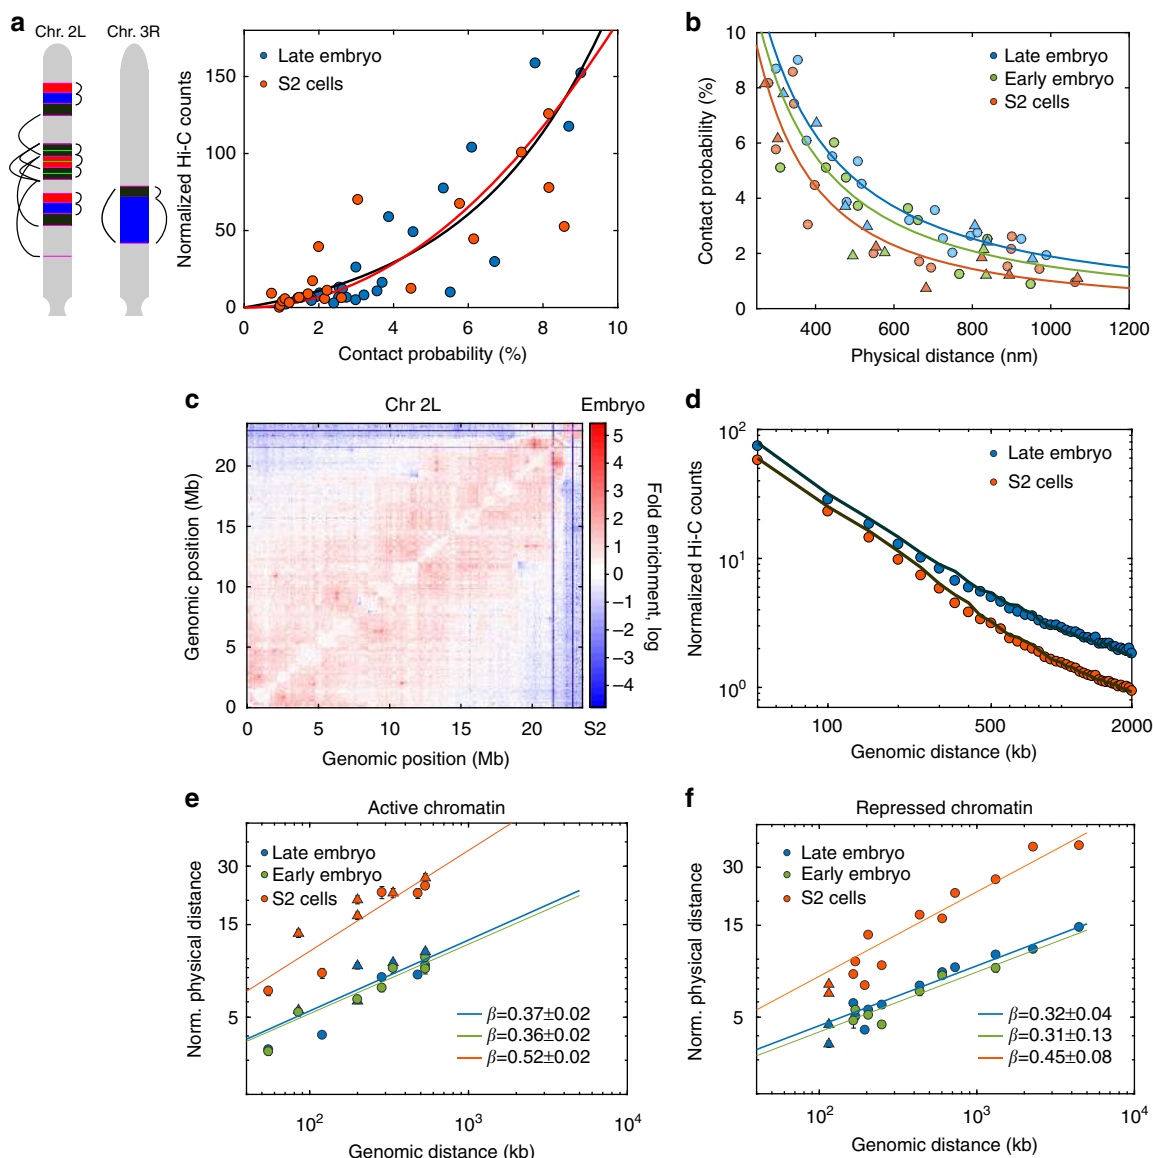 a
Chr. 2L
Chr. 3R
Normalized Hi-C counts
150
100
50
0
Late embryo
S2 cells
0 2 4 6 8 10
Contact probability (%)
b
Contact probability (%)
10
8
6
4
2
0
Late embryo
Early embryo
S2 cells
400 600 800 1000 1200
Physical distance (nm)
c
Chr 2L
Embryo
Genomic position (Mb)
20
15
10
5
0
0 5 10 15 20
Genomic position (Mb)
5
4
3
2
1
0
−1
−2
−3
−4
S2
Fold enrichment, log
d
Normalized Hi-C counts
10²
10¹
10⁰
Late embryo
S2 cells
100 500 2000
Genomic distance (kb)
e
Active chromatin
Norm. physical distance
30
15
5
Late embryo
Early embryo
S2 cells
β=0.37±0.02
β=0.36±0.02
β=0.52±0.02
10² 10³ 10⁴
Genomic distance (kb)
f
Repressed chromatin
Norm. physical distance
30
15
5
Late embryo
Early embryo
S2 cells
β=0.32±0.04
β=0.31±0.13
β=0.45±0.08
10² 10³ 10⁴
Genomic distance (kb)